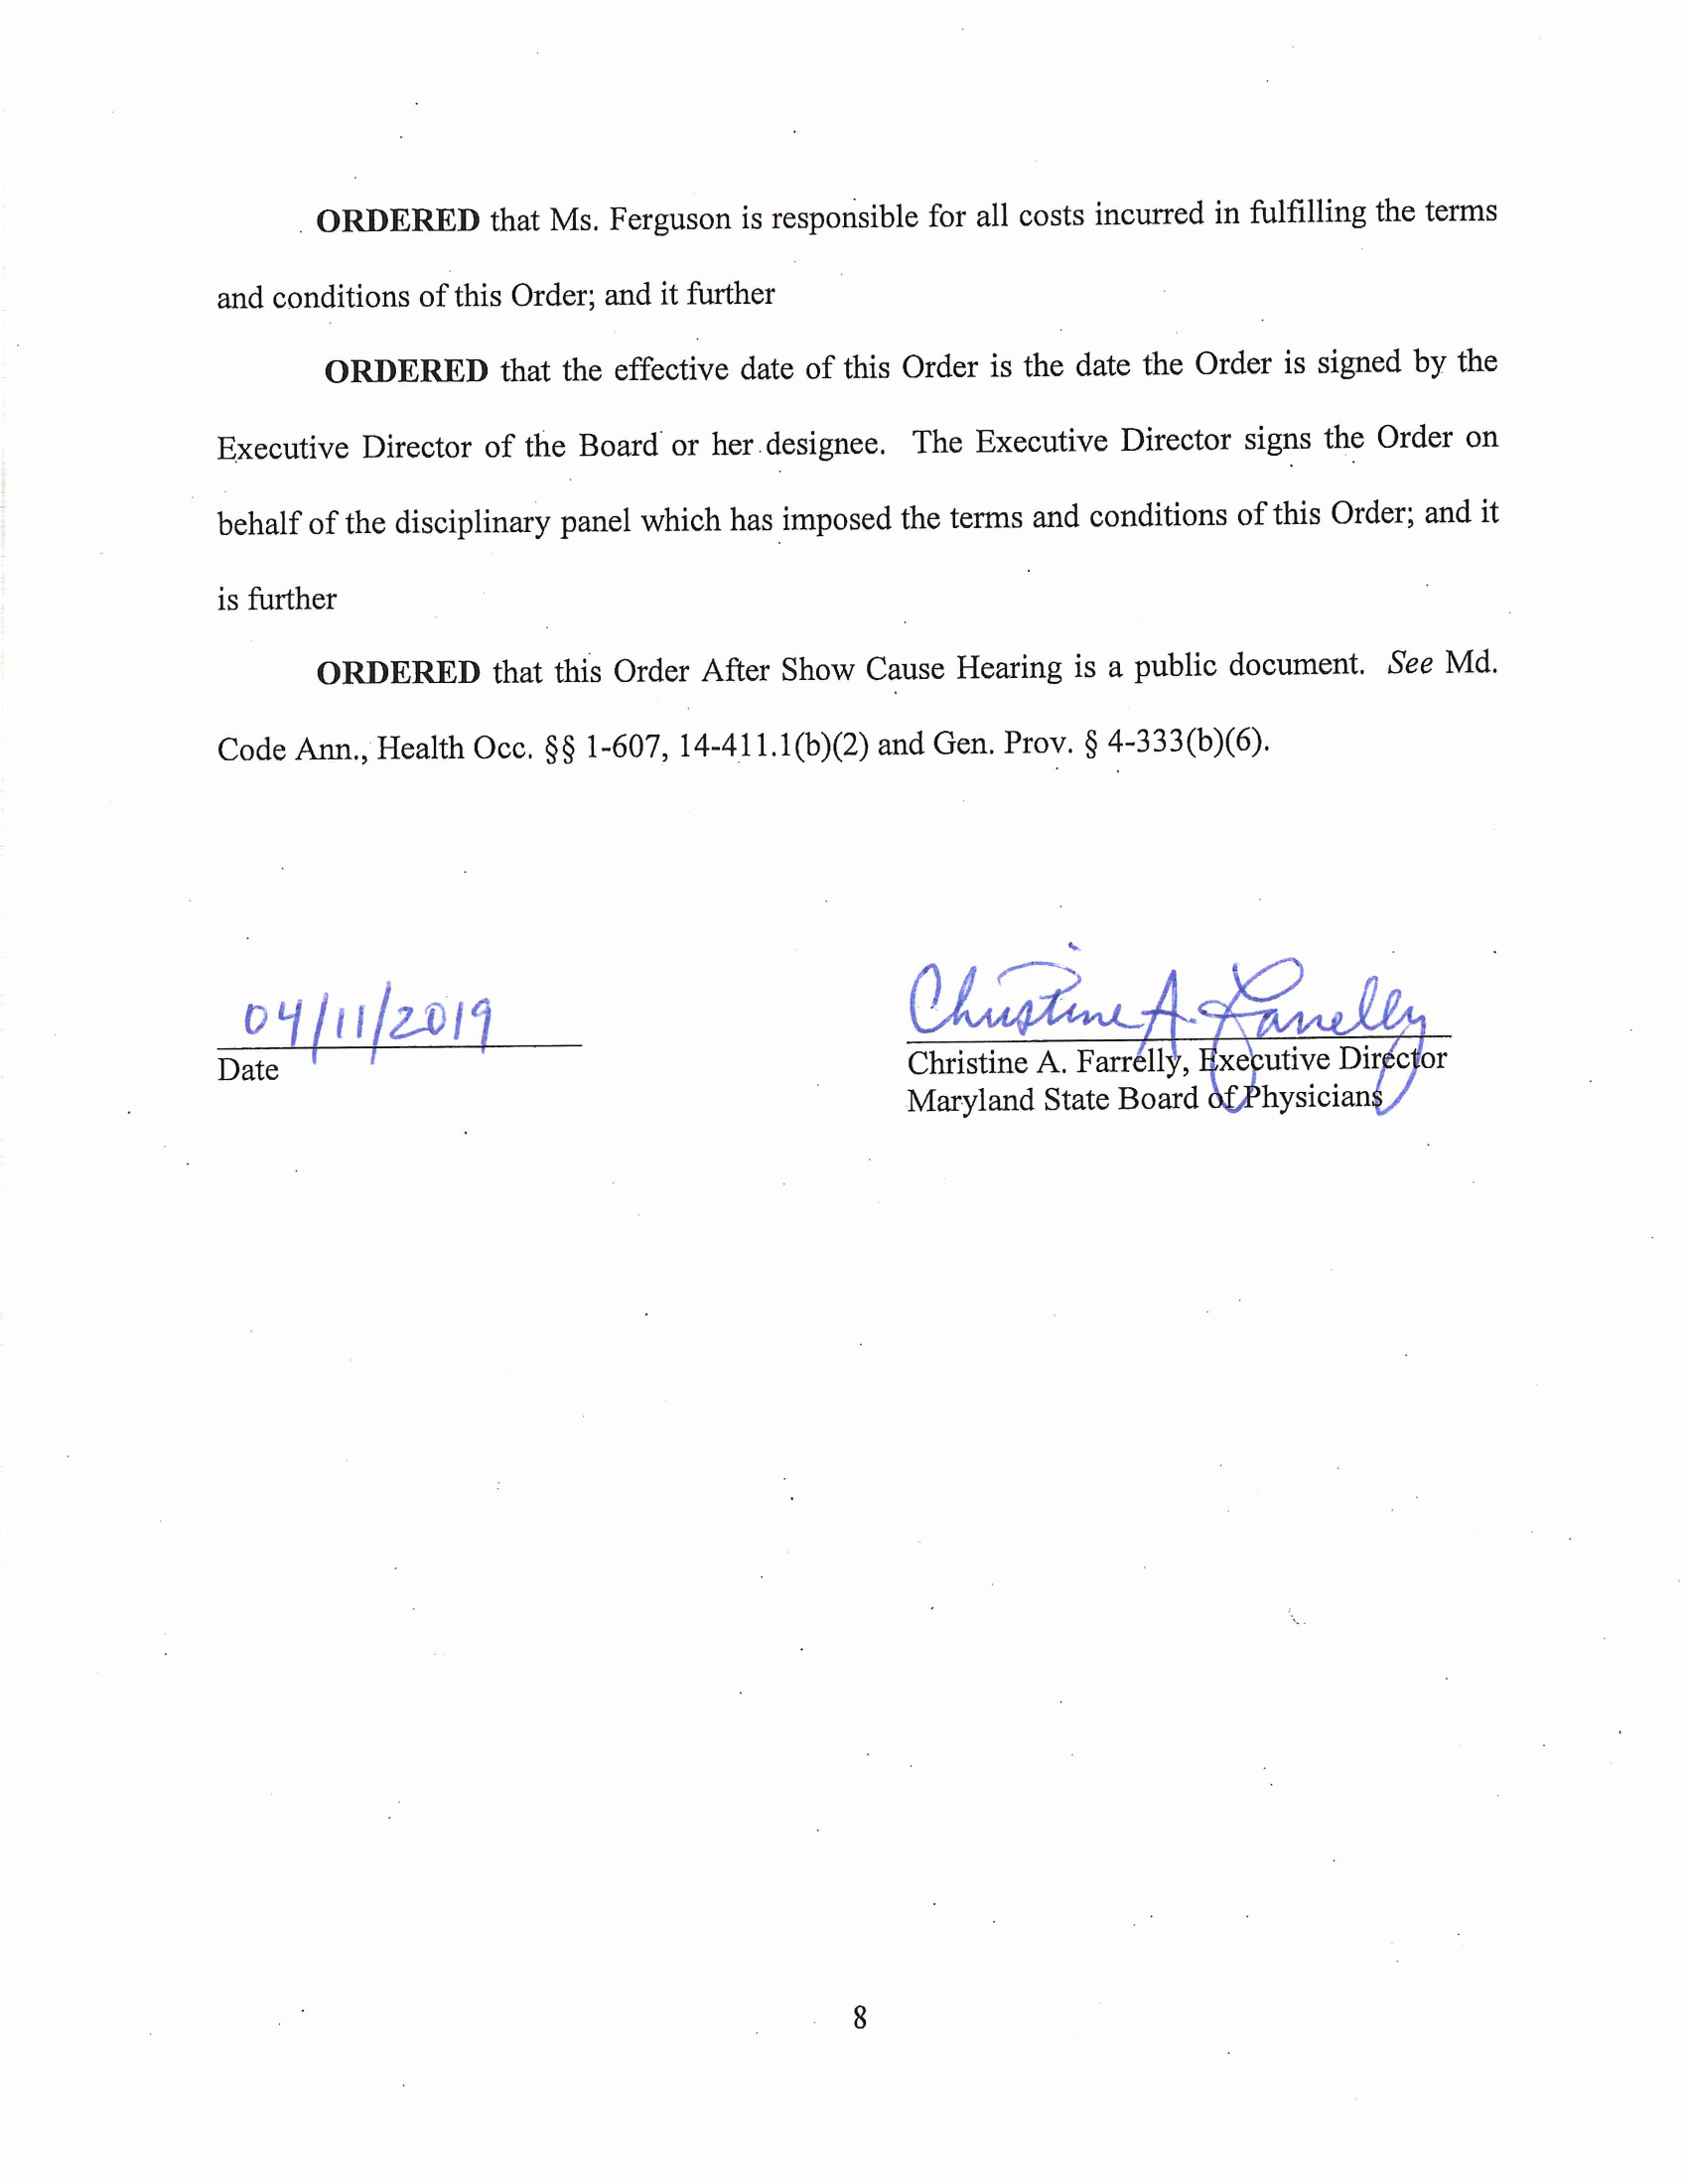 ORDERED that Ms. Ferguson is responsible for all costs incurred in fulfilling the terms
and conditions of this Order; and it further
ORDERED that the effective date of this Order is the date the Order is signed by the
Executive Director of the Board or her designee. The Executive Director signs the Order on
behalf of the disciplinary panel which has imposed the terms and conditions of this Order; and it
is further
ORDERED that this Order After Show Cause Hearing is a public document. See Md.
Code Ann., Health Occ. §§ 1-607, 14-411.1(b)(2) and Gen. Prov. § 4-333(b)(6).
04/11/2019
Date
Christine A. Farrelly
Christine A. Farrelly, Executive Director
Maryland State Board of Physicians
8